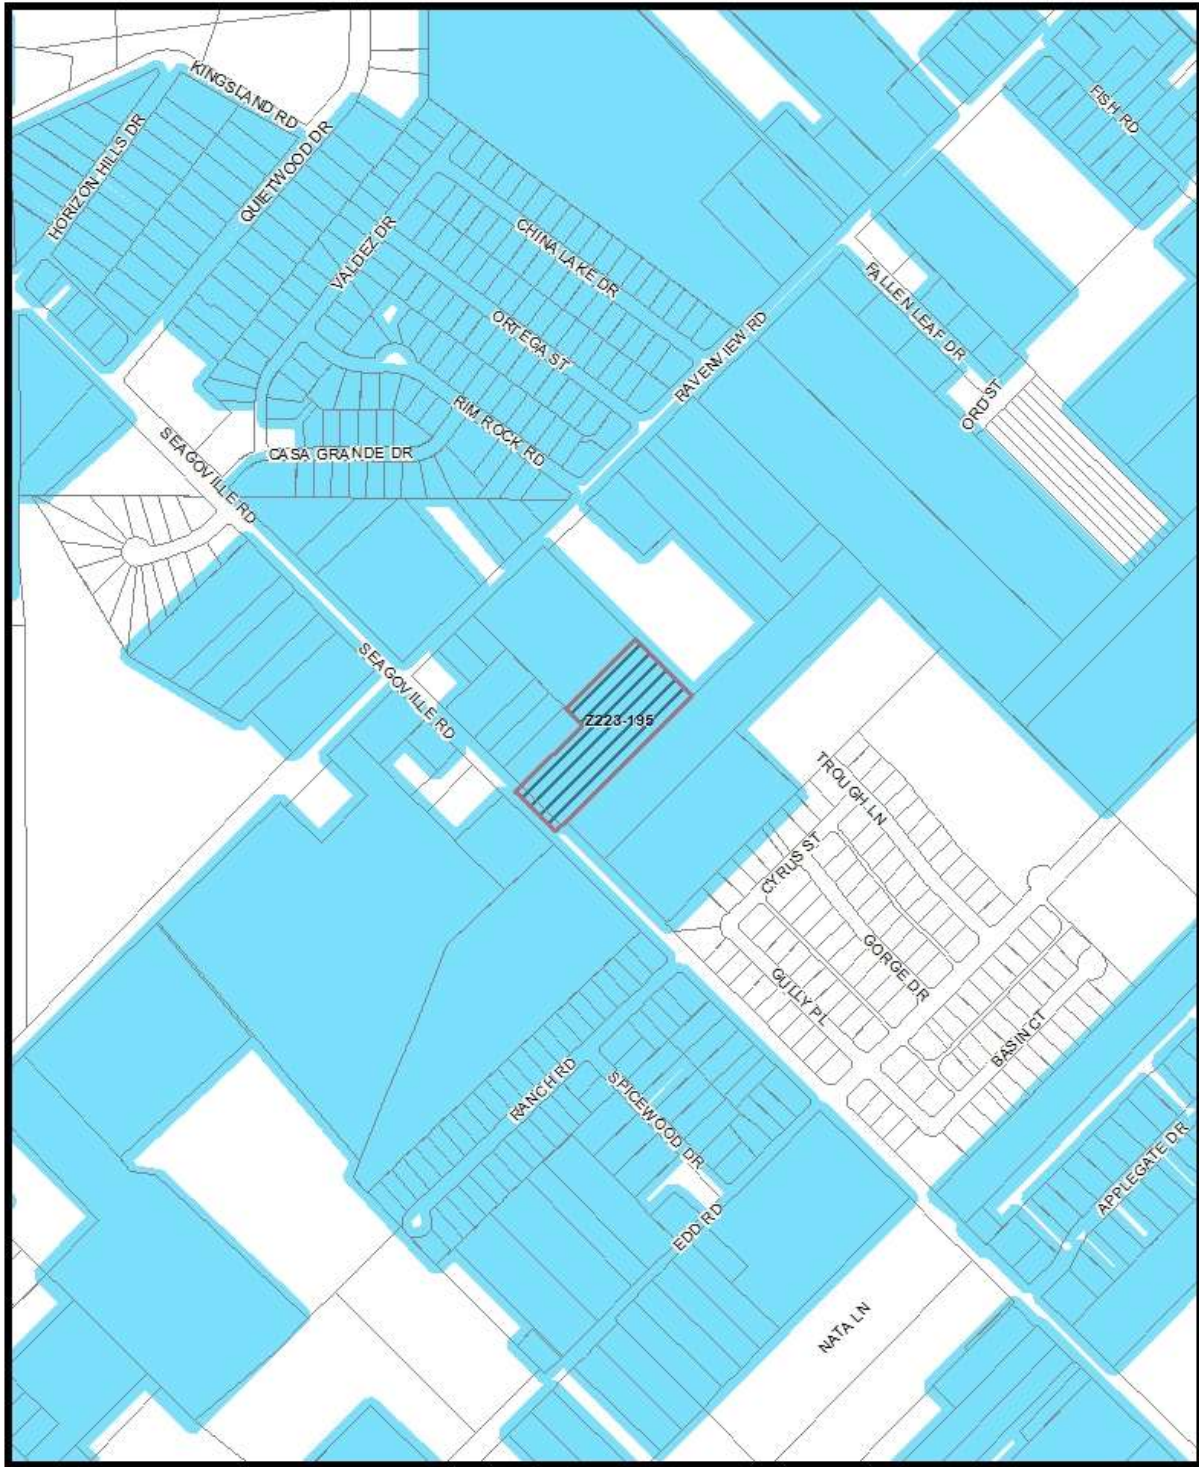 KINGSLAND RD
HORIZON HILLS DR
QUIETWOOD DR
VALDEZ DR
CHINA LAKE DR
ORTEGA ST
RIM ROCK RD
CASA GRANDE DR
RAVENVIEW RD
FISH RD
FALLEN LEAF DR
ORD ST
SEAGOVILLE RD
SEAGOVILLE RD
Z223-195
TROUGH LN
CYRUS ST
GORGE DR
GULLY PL
BASIN CT
RANCH RD
SPICEWOOD DR
EDD RD
APPLEGATE DR
NATA LN